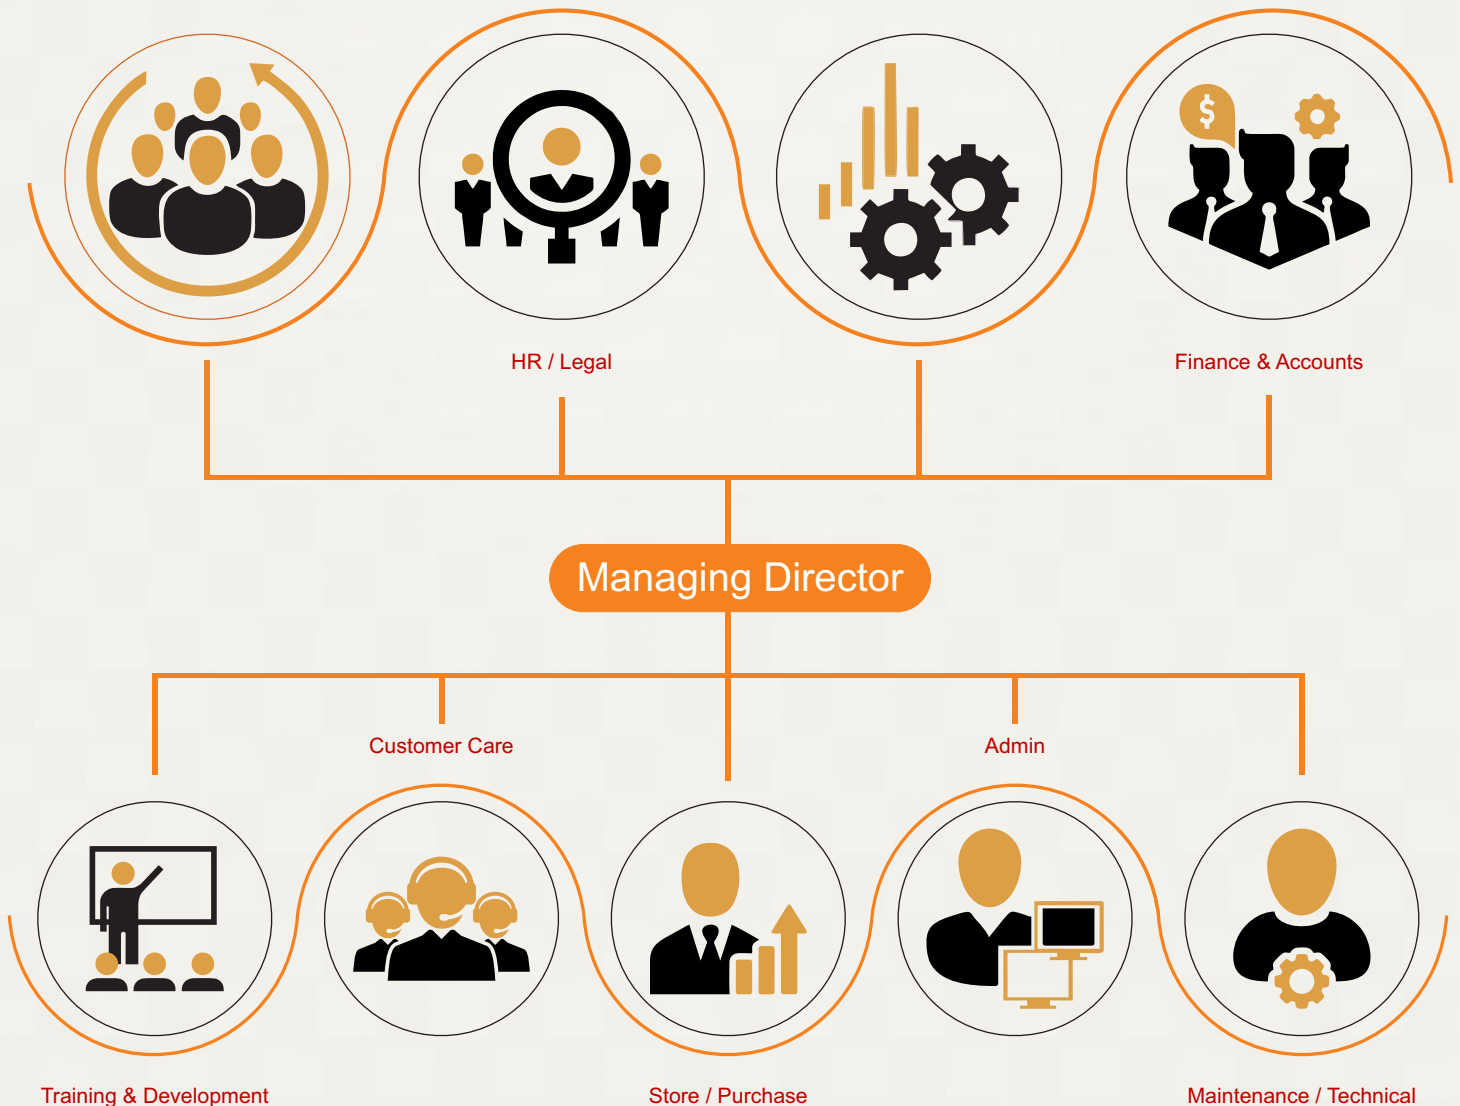 $
HR / Legal
Finance & Accounts
Managing Director
Customer Care
Admin
Training & Development
Store / Purchase
Maintenance / Technical